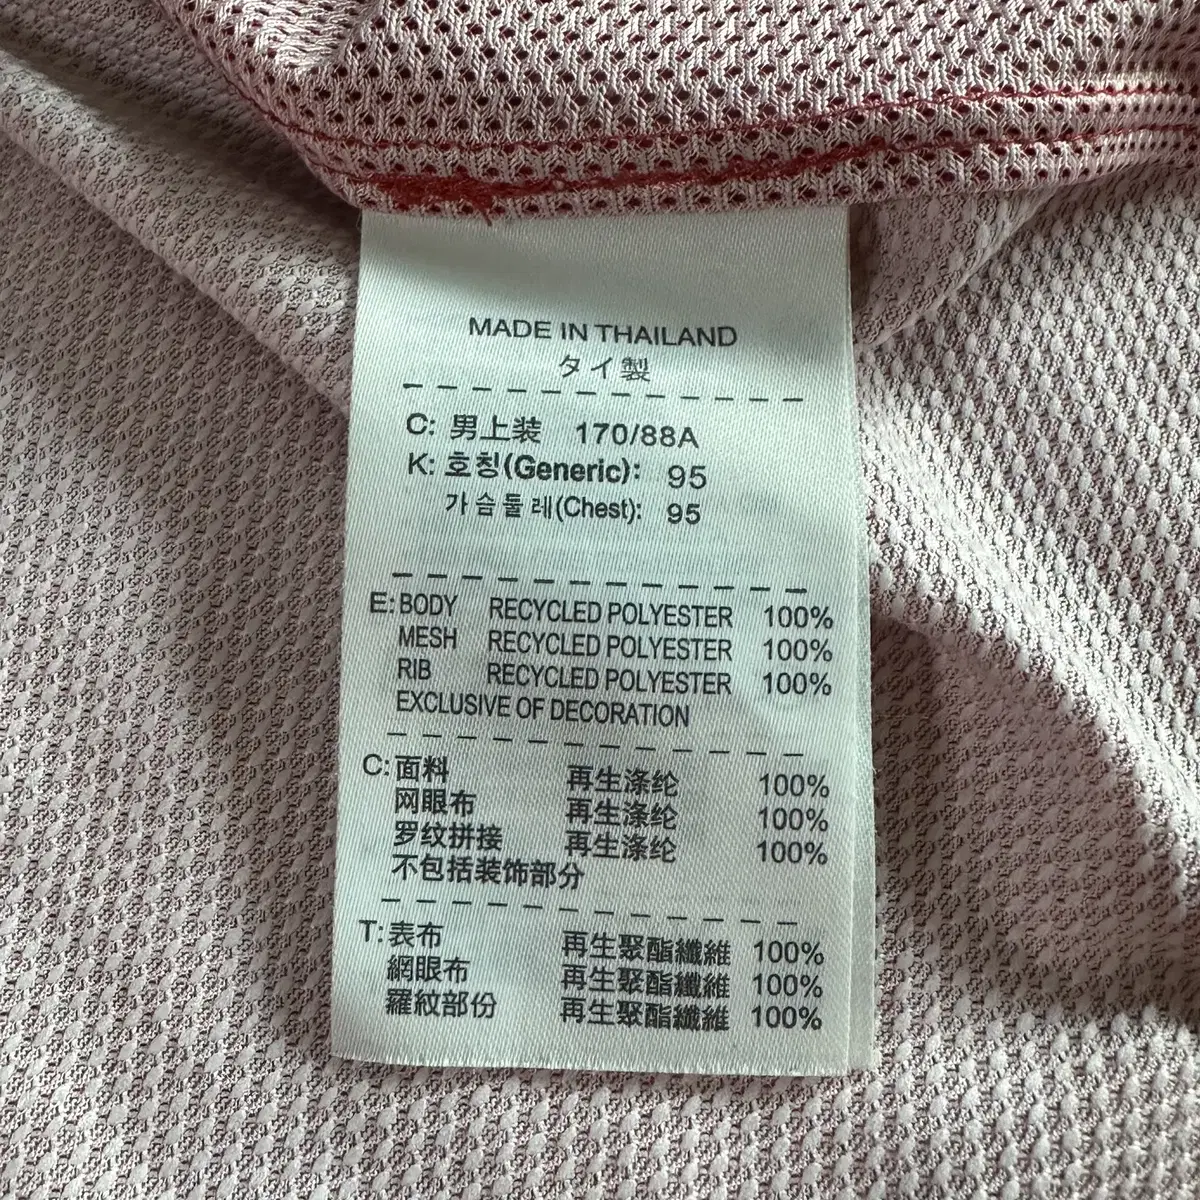 MADE IN THAILAND
タイ製
C: 男上装 170/88A
K: 호칭(Generic): 95
가슴둘레(Chest): 95
E: BODY RECYCLED POLYESTER 100%
MESH RECYCLED POLYESTER 100%
RIB RECYCLED POLYESTER 100%
EXCLUSIVE OF DECORATION
C: 面料 再生涤纶 100%
网眼布 再生涤纶 100%
罗纹拼接 再生涤纶 100%
不包括装饰部分
T: 表布 再生聚酯纖維 100%
網眼布 再生聚酯纖維 100%
羅紋部份 再生聚酯纖維 100%